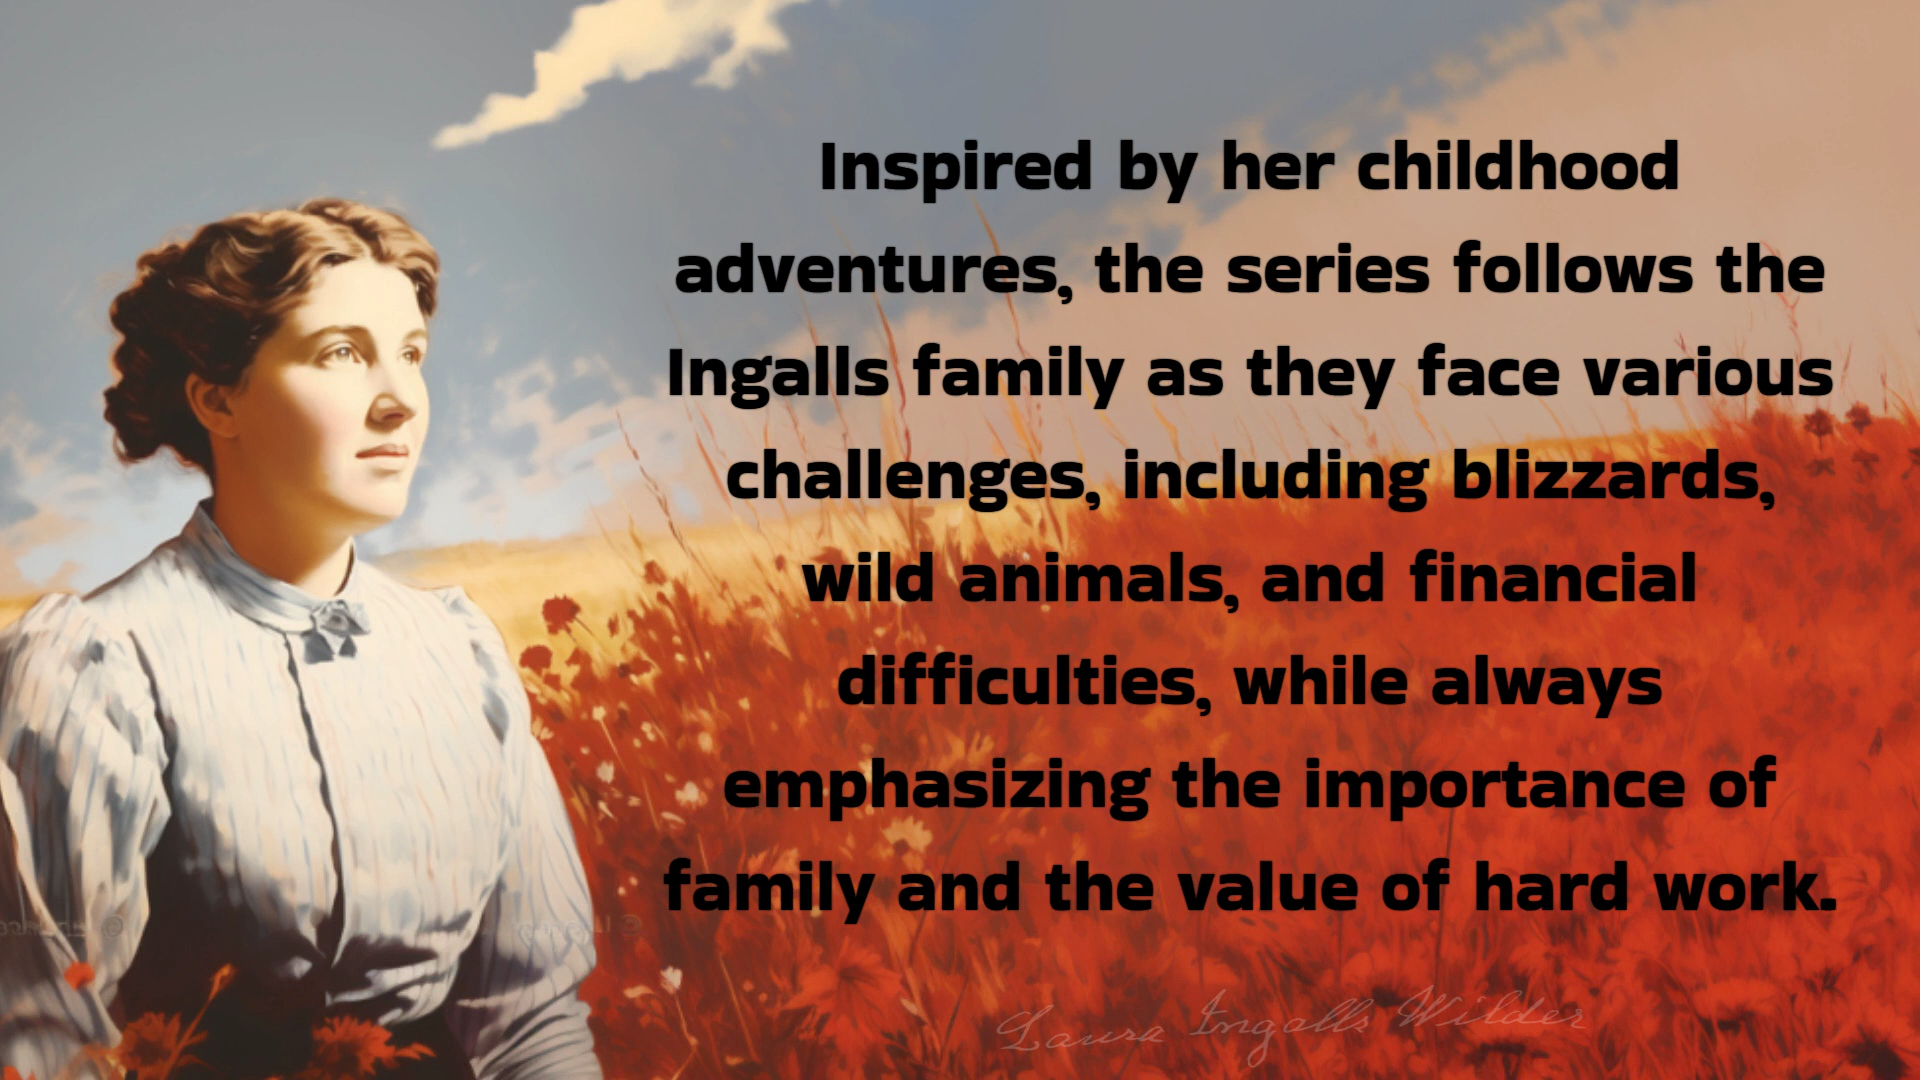 Inspired by her childhood
adventures, the series follows the
Ingalls family as they face various
challenges, including blizzards,
wild animals, and financial
difficulties, while always
emphasizing the importance of
family and the value of hard work.
Laura Ingalls Wilder